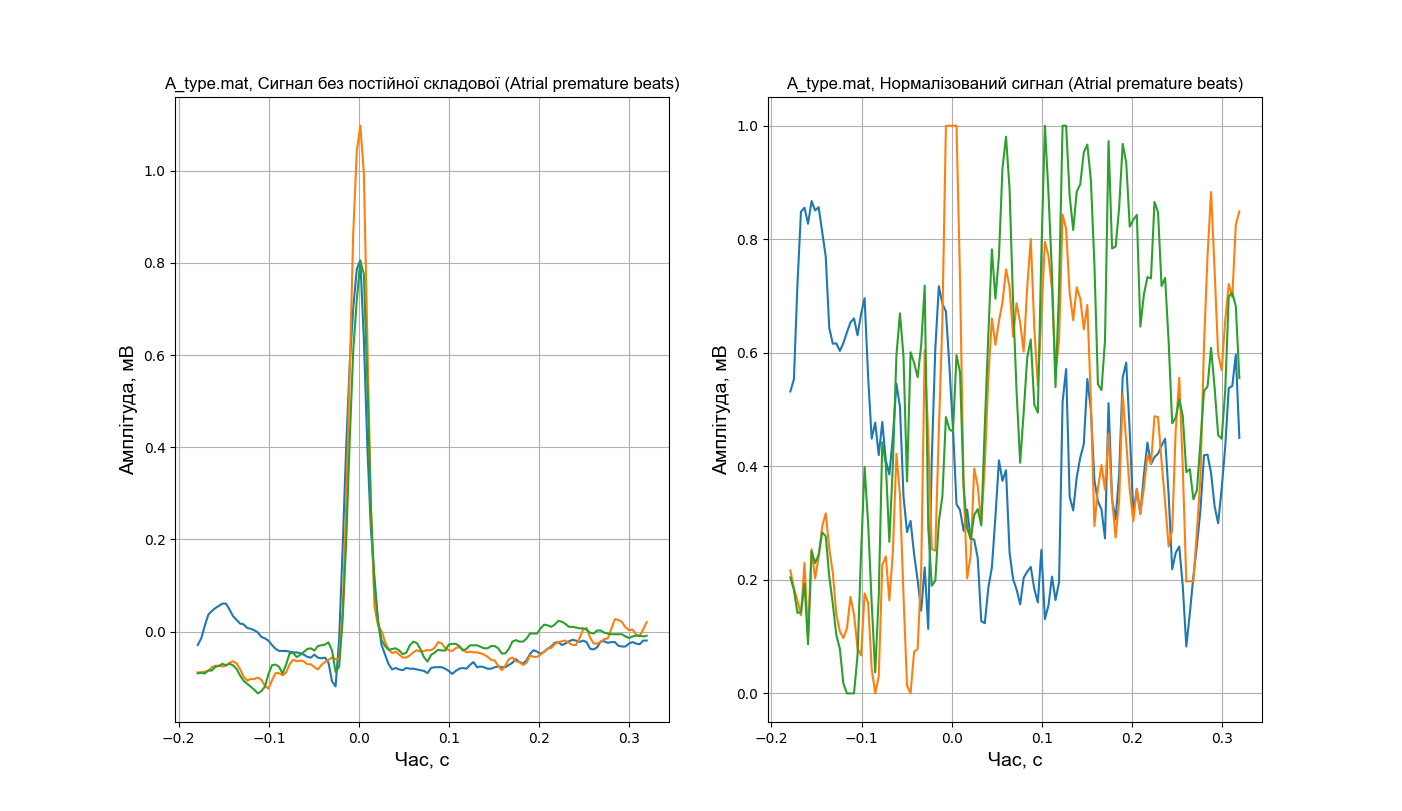 A_type.mat, Сигнал без постійної складової (Atrial premature beats)
1.0
0.8
0.6
0.4
0.2
0.0
Амплітуда, мВ
−0.2 −0.1 0.0 0.1 0.2 0.3
Час, с
A_type.mat, Нормалізований сигнал (Atrial premature beats)
1.0
0.8
0.6
0.4
0.2
0.0
Амплітуда, мВ
−0.2 −0.1 0.0 0.1 0.2 0.3
Час, с